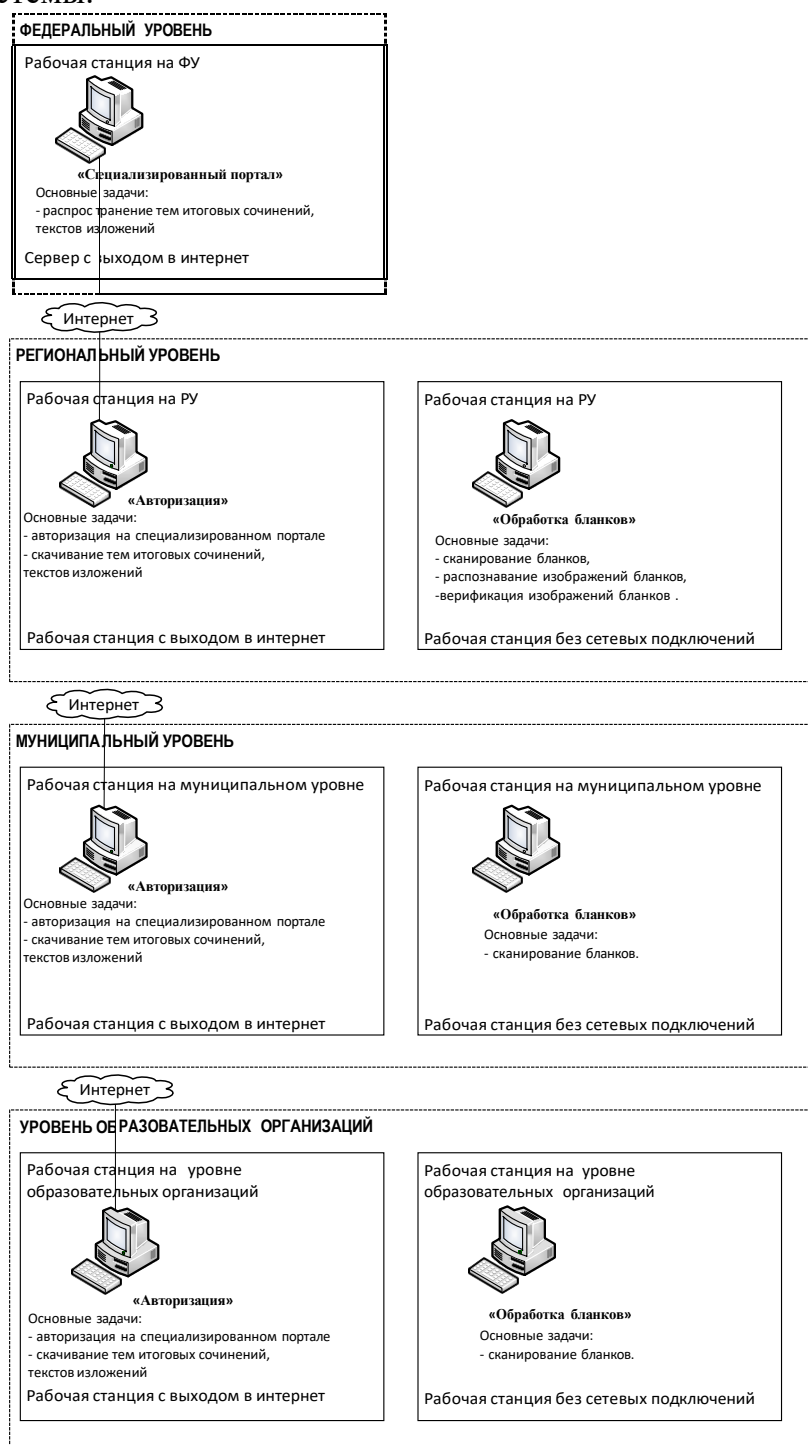 ФЕДЕРАЛЬНЫЙ УРОВЕНЬ
Рабочая станция на ФУ
«Специализированный портал»
Основные задачи:
- распространение тем итоговых сочинений,
текстов изложений
Сервер с выходом в интернет
Интернет
РЕГИОНАЛЬНЫЙ УРОВЕНЬ
Рабочая станция на РУ
«Авторизация»
Основные задачи:
- авторизация на специализированном портале
- скачивание тем итоговых сочинений,
текстов изложений
Рабочая станция с выходом в интернет
Рабочая станция на РУ
«Обработка бланков»
Основные задачи:
- сканирование бланков,
- распознавание изображений бланков,
-верификация изображений бланков .
Рабочая станция без сетевых подключений
Интернет
МУНИЦИПАЛЬНЫЙ УРОВЕНЬ
Рабочая станция на муниципальном уровне
«Авторизация»
Основные задачи:
- авторизация на специализированном портале
- скачивание тем итоговых сочинений,
текстов изложений
Рабочая станция с выходом в интернет
Рабочая станция на муниципальном уровне
«Обработка бланков»
Основные задачи:
- сканирование бланков.
Рабочая станция без сетевых подключений
Интернет
УРОВЕНЬ ОБРАЗОВАТЕЛЬНЫХ ОРГАНИЗАЦИЙ
Рабочая станция на уровне
образовательных организаций
«Авторизация»
Основные задачи:
- авторизация на специализированном портале
- скачивание тем итоговых сочинений,
текстов изложений
Рабочая станция с выходом в интернет
Рабочая станция на уровне
образовательных организаций
«Обработка бланков»
Основные задачи:
- сканирование бланков.
Рабочая станция без сетевых подключений